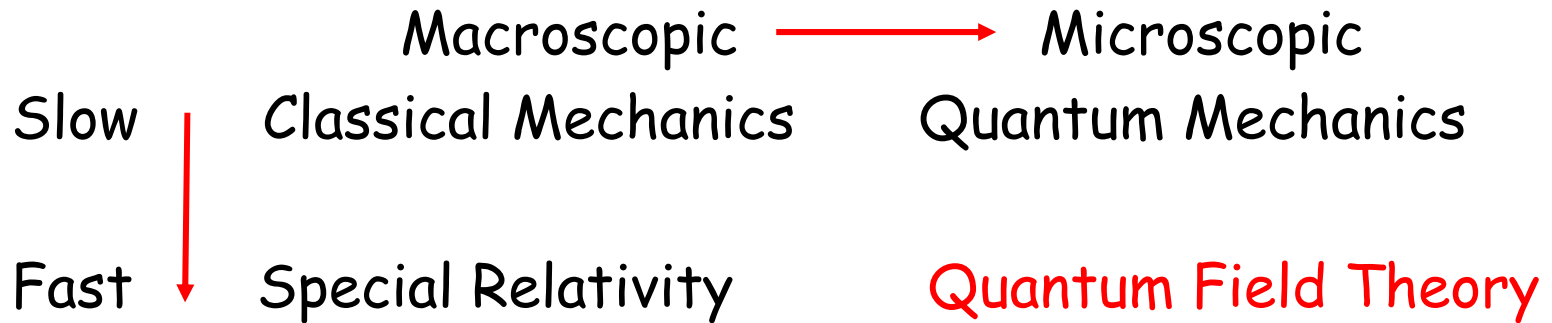 Macroscopic Microscopic
Slow Classical Mechanics Quantum Mechanics
Fast Special Relativity Quantum Field Theory